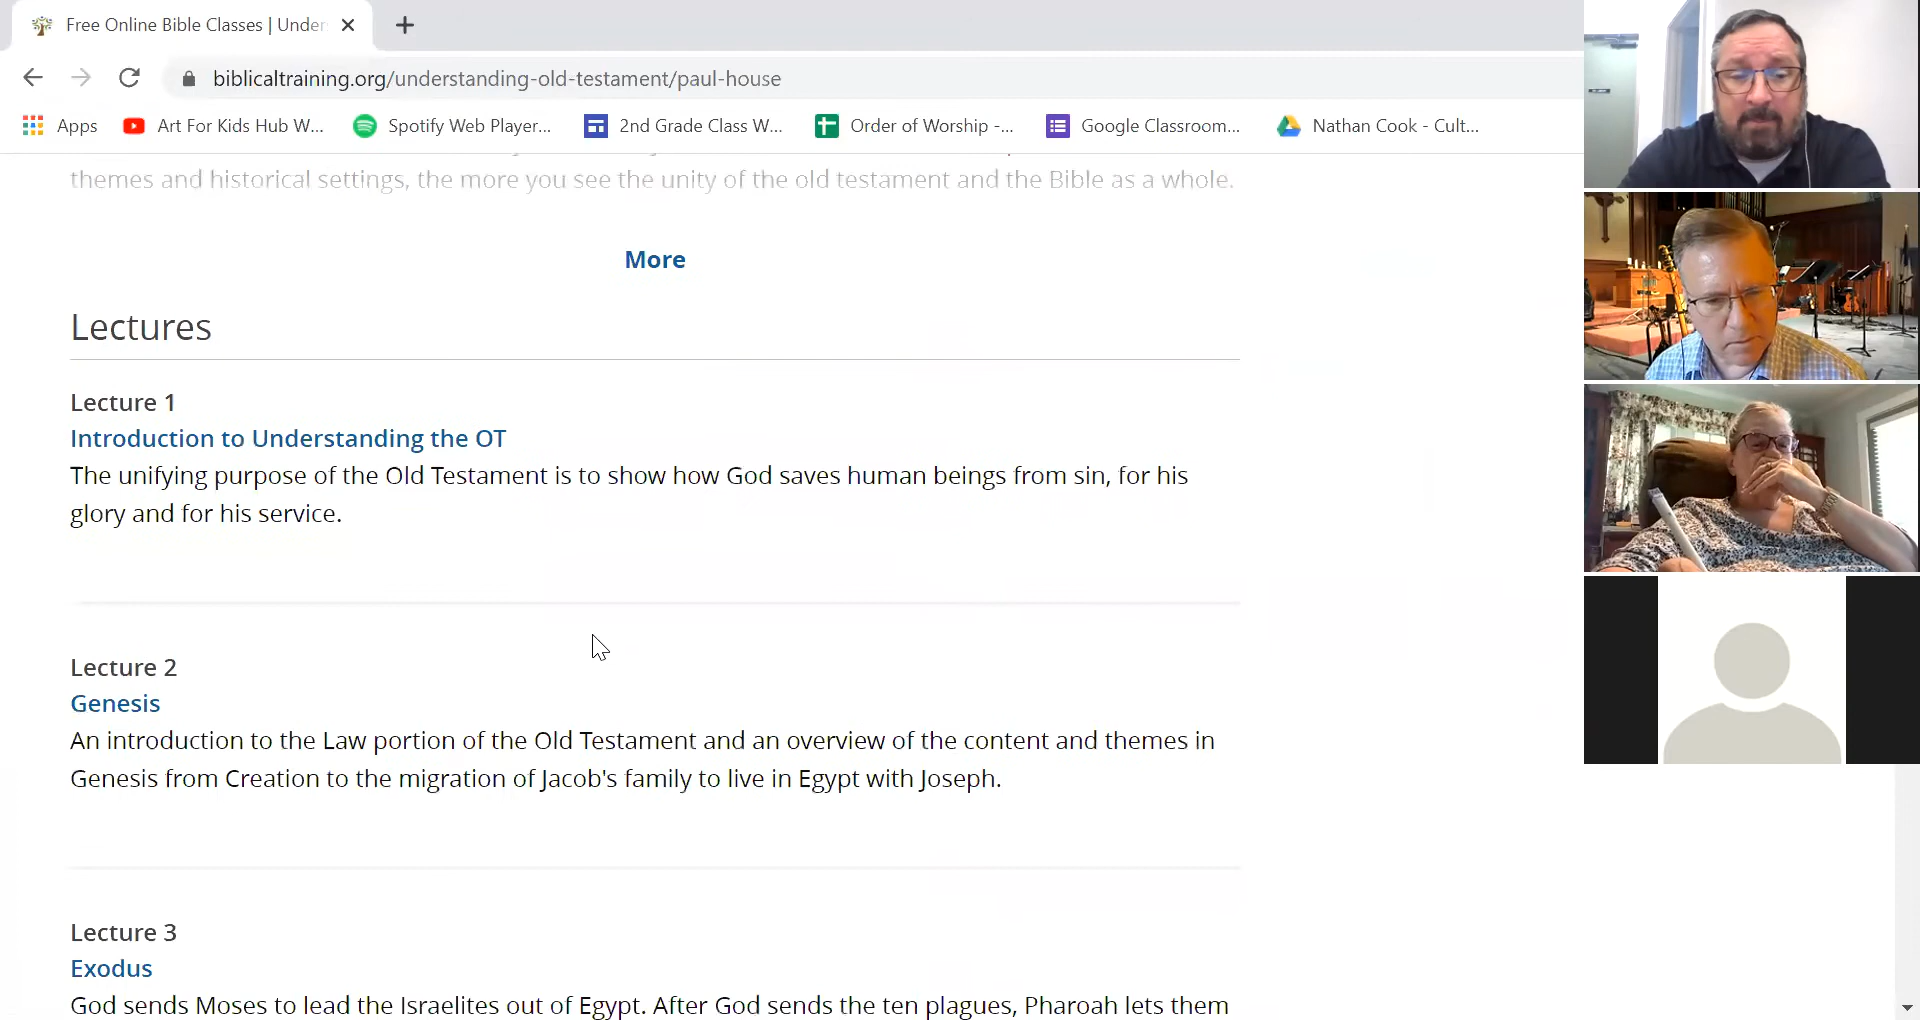 Free Online Bible Classes | Under
biblicaltraining.org/understanding-old-testament/paul-house
Apps
Art For Kids Hub W...
Spotify Web Player...
2nd Grade Class W...
Order of Worship -...
Google Classroom...
Nathan Cook - Cult...
themes and historical settings, the more you see the unity of the old testament and the Bible as a whole.
More
Lectures
Lecture 1
Introduction to Understanding the OT
The unifying purpose of the Old Testament is to show how God saves human beings from sin, for his
glory and for his service.
Lecture 2
Genesis
An introduction to the Law portion of the Old Testament and an overview of the content and themes in
Genesis from Creation to the migration of Jacob's family to live in Egypt with Joseph.
Lecture 3
Exodus
God sends Moses to lead the Israelites out of Egypt. After God sends the ten plagues, Pharoah lets them